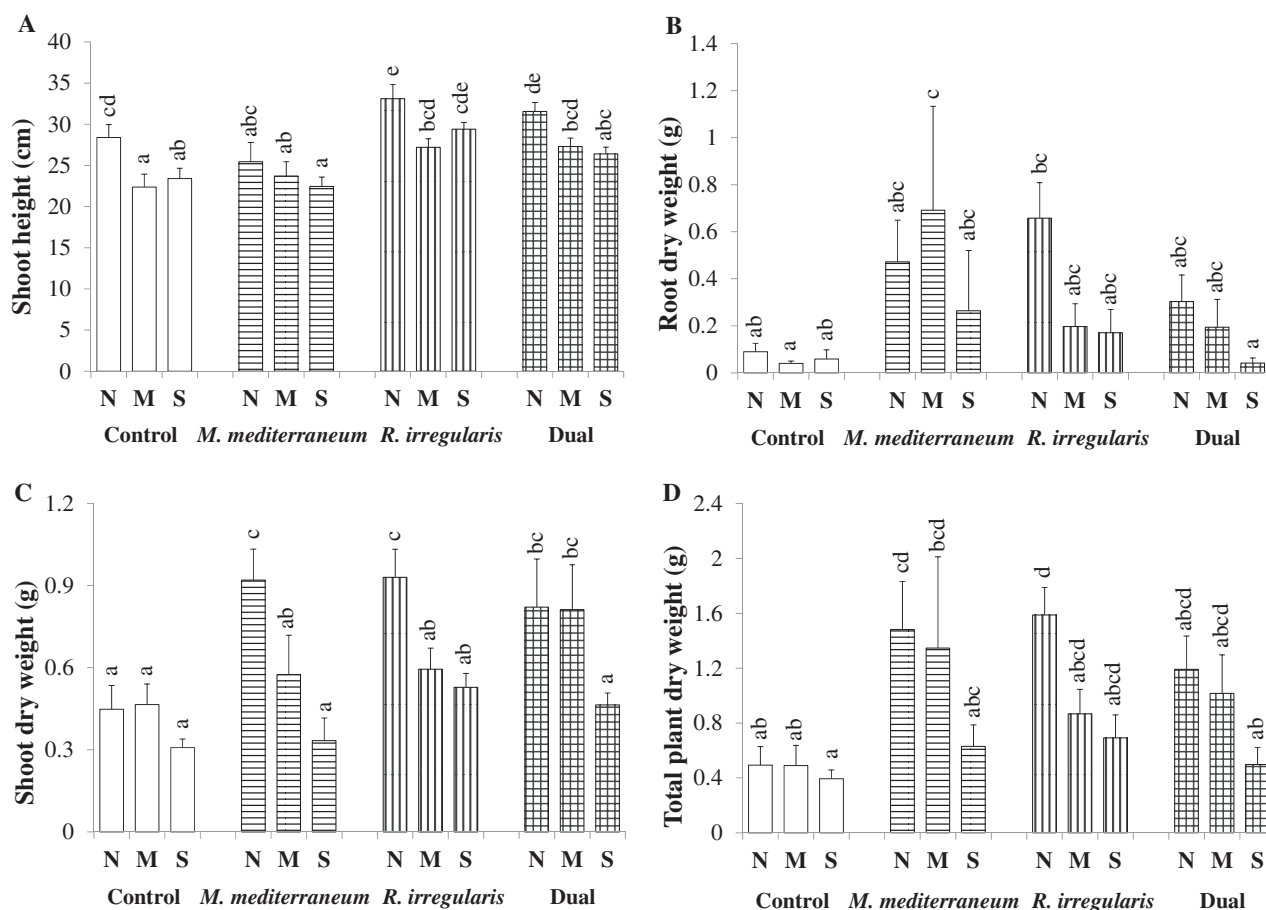 A
Shoot height (cm)
40
35
30
25
20
15
10
5
0
cd a ab abc ab a e bcd cde de bcd abc
N M S N M S N M S N M S
Control M. mediterraneum R. irregularis Dual
B
Root dry weight (g)
1.4
1.2
1
0.8
0.6
0.4
0.2
0
ab a ab abc c abc bc abc abc abc abc a
N M S N M S N M S N M S
Control M. mediterraneum R. irregularis Dual
C
Shoot dry weight (g)
1.2
0.9
0.6
0.3
0
a a a c ab a c ab ab bc bc a
N M S N M S N M S N M S
Control M. mediterraneum R. irregularis Dual
D
Total plant dry weight (g)
2.4
2
1.6
1.2
0.8
0.4
0
ab ab a cd bcd abc d abcd abcd abcd abcd ab
N M S N M S N M S N M S
Control M. mediterraneum R. irregularis Dual